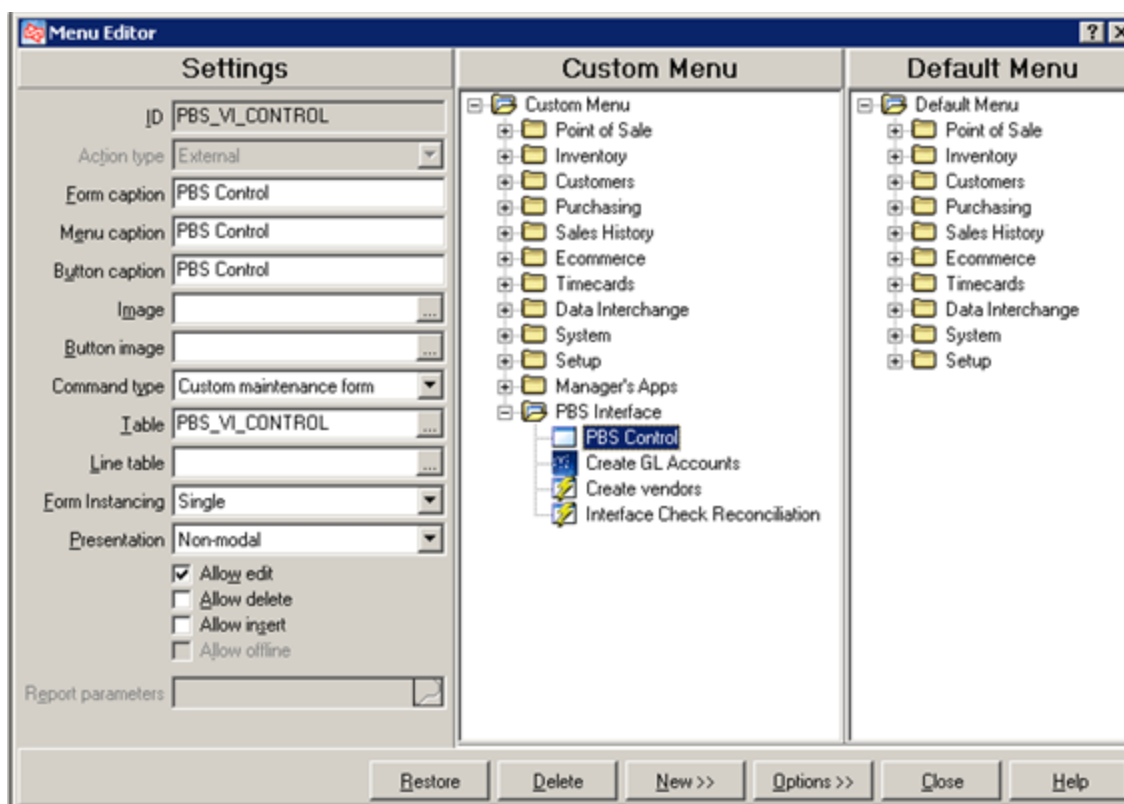 Menu Editor
Settings
ID PBS_VI_CONTROL
Action type External
Form caption PBS Control
Menu caption PBS Control
Button caption PBS Control
Image ...
Button image ...
Command type Custom maintenance form
Table PBS_VI_CONTROL ...
Line table ...
Form Instancing Single
Presentation Non-modal
Allow edit
Allow delete
Allow insert
Allow offline
Report parameters
Custom Menu
Custom Menu
Point of Sale
Inventory
Customers
Purchasing
Sales History
Ecommerce
Timecards
Data Interchange
System
Setup
Manager's Apps
PBS Interface
PBS Control
Create GL Accounts
Create vendors
Interface Check Reconciliation
Default Menu
Default Menu
Point of Sale
Inventory
Customers
Purchasing
Sales History
Ecommerce
Timecards
Data Interchange
System
Setup
Restore Delete New >> Options >> Close Help